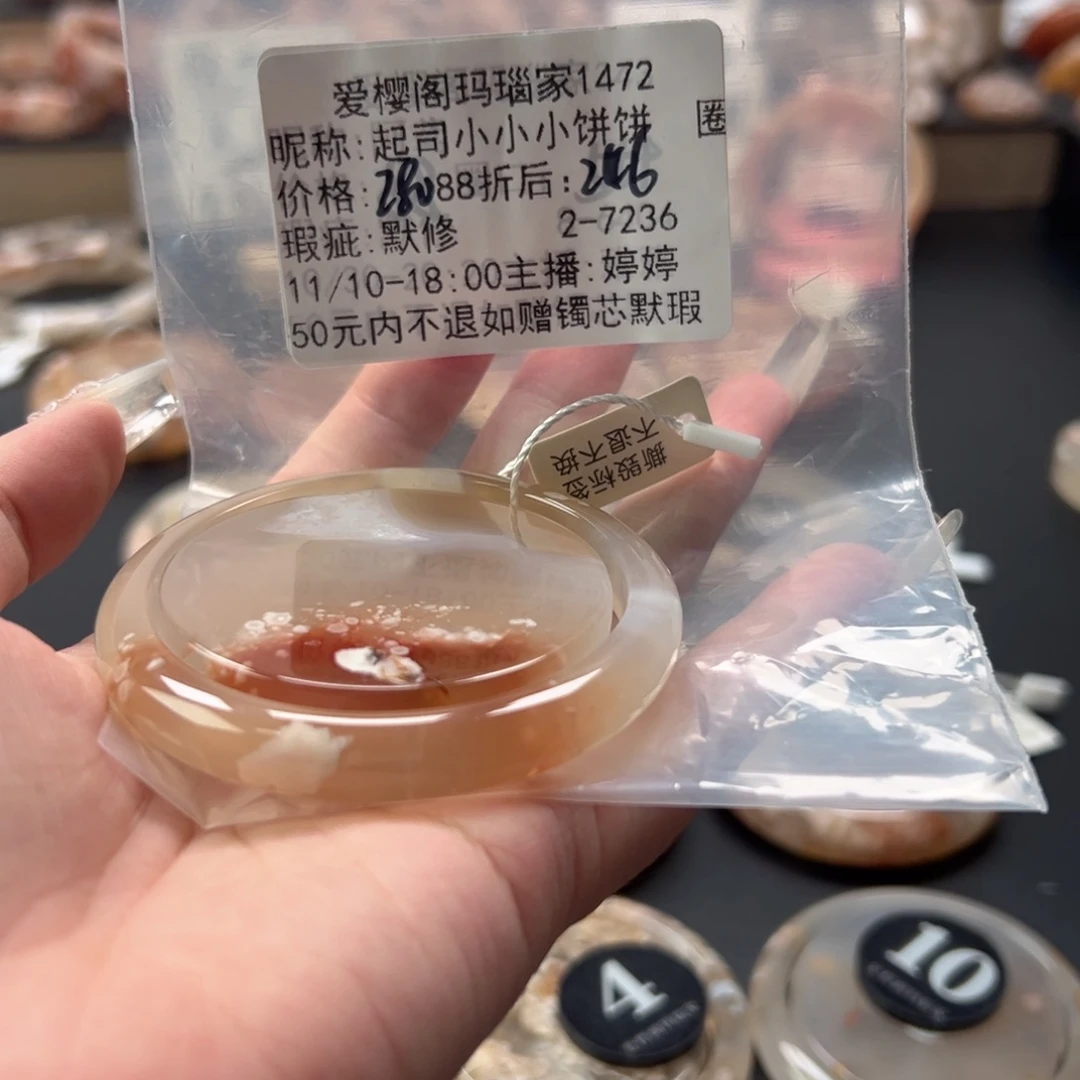 爱樱阁玛瑙家1472
昵称:起司小小小饼饼 圈
价格:280 88折后:246
瑕疵:默修 2-7236
11/10-18:00主播:婷婷
50元内不退如赠镯芯默瑕
撕毁标签
不退不换
4
10